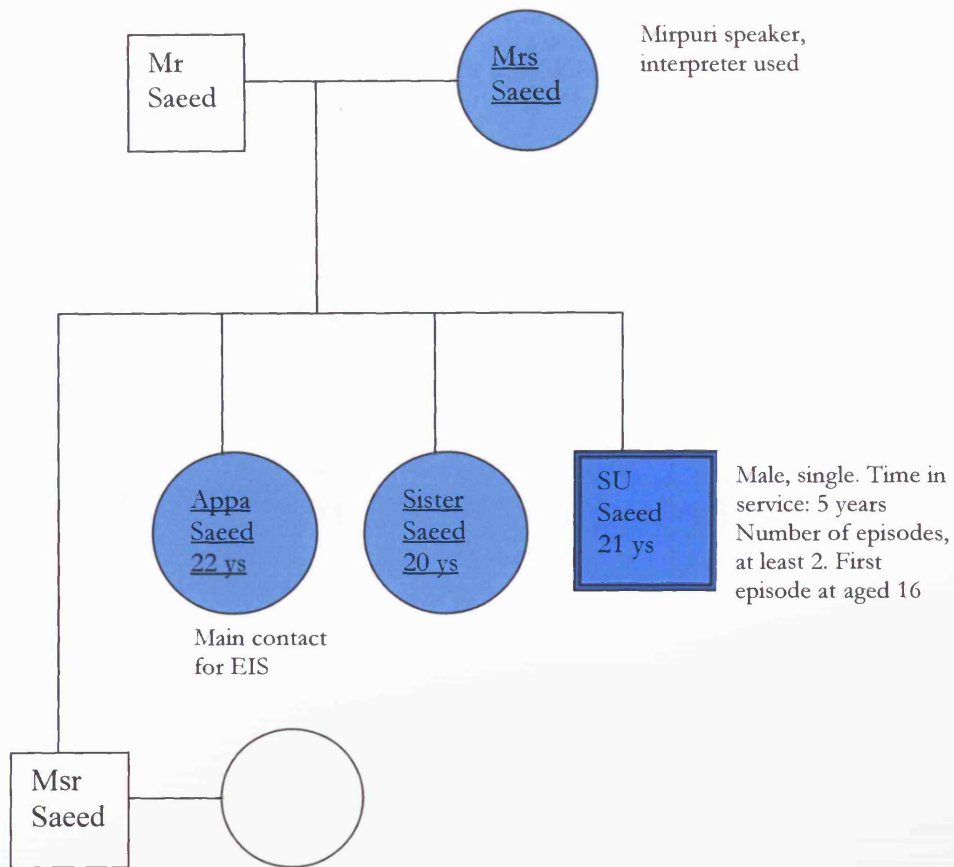 Mr
Saeed
Mrs
Saeed
Mirpuri speaker,
interpreter used
Appa
Saeed
22 ys
Sister
Saeed
20 ys
SU
Saeed
21 ys
Male, single. Time in
service: 5 years
Number of episodes,
at least 2. First
episode at aged 16
Main contact
for EIS
Msr
Saeed